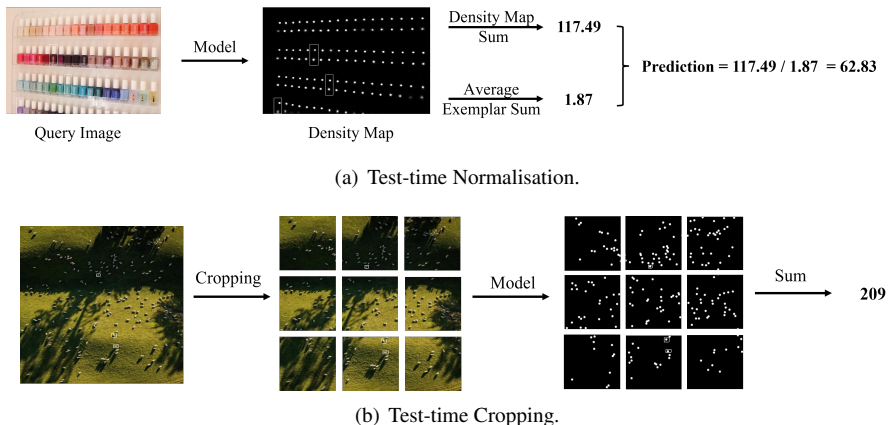 Model
Density Map
Sum
117.49
Average
Exemplar Sum
1.87
Prediction = 117.49 / 1.87 = 62.83
Query Image
Density Map
(a) Test-time Normalisation.
Cropping
Model
Sum
209
(b) Test-time Cropping.